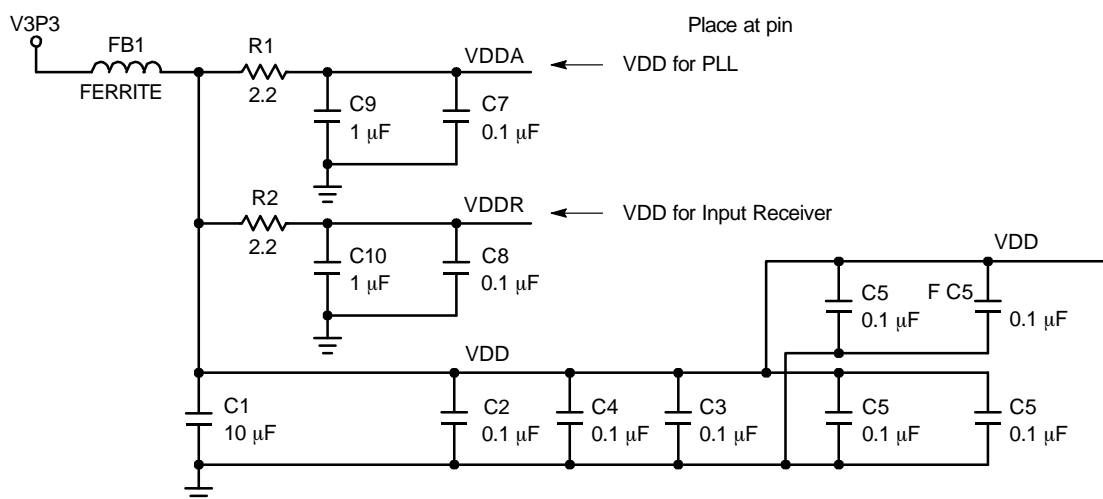 Place at pin
V3P3
FB1
FERRITE
R1
2.2
VDDA
VDD for PLL
C9
1 μF
C7
0.1 μF
R2
2.2
VDDR
VDD for Input Receiver
C10
1 μF
C8
0.1 μF
VDD
C5
0.1 μF
F C5
0.1 μF
VDD
C1
10 μF
C2
0.1 μF
C4
0.1 μF
C3
0.1 μF
C5
0.1 μF
C5
0.1 μF